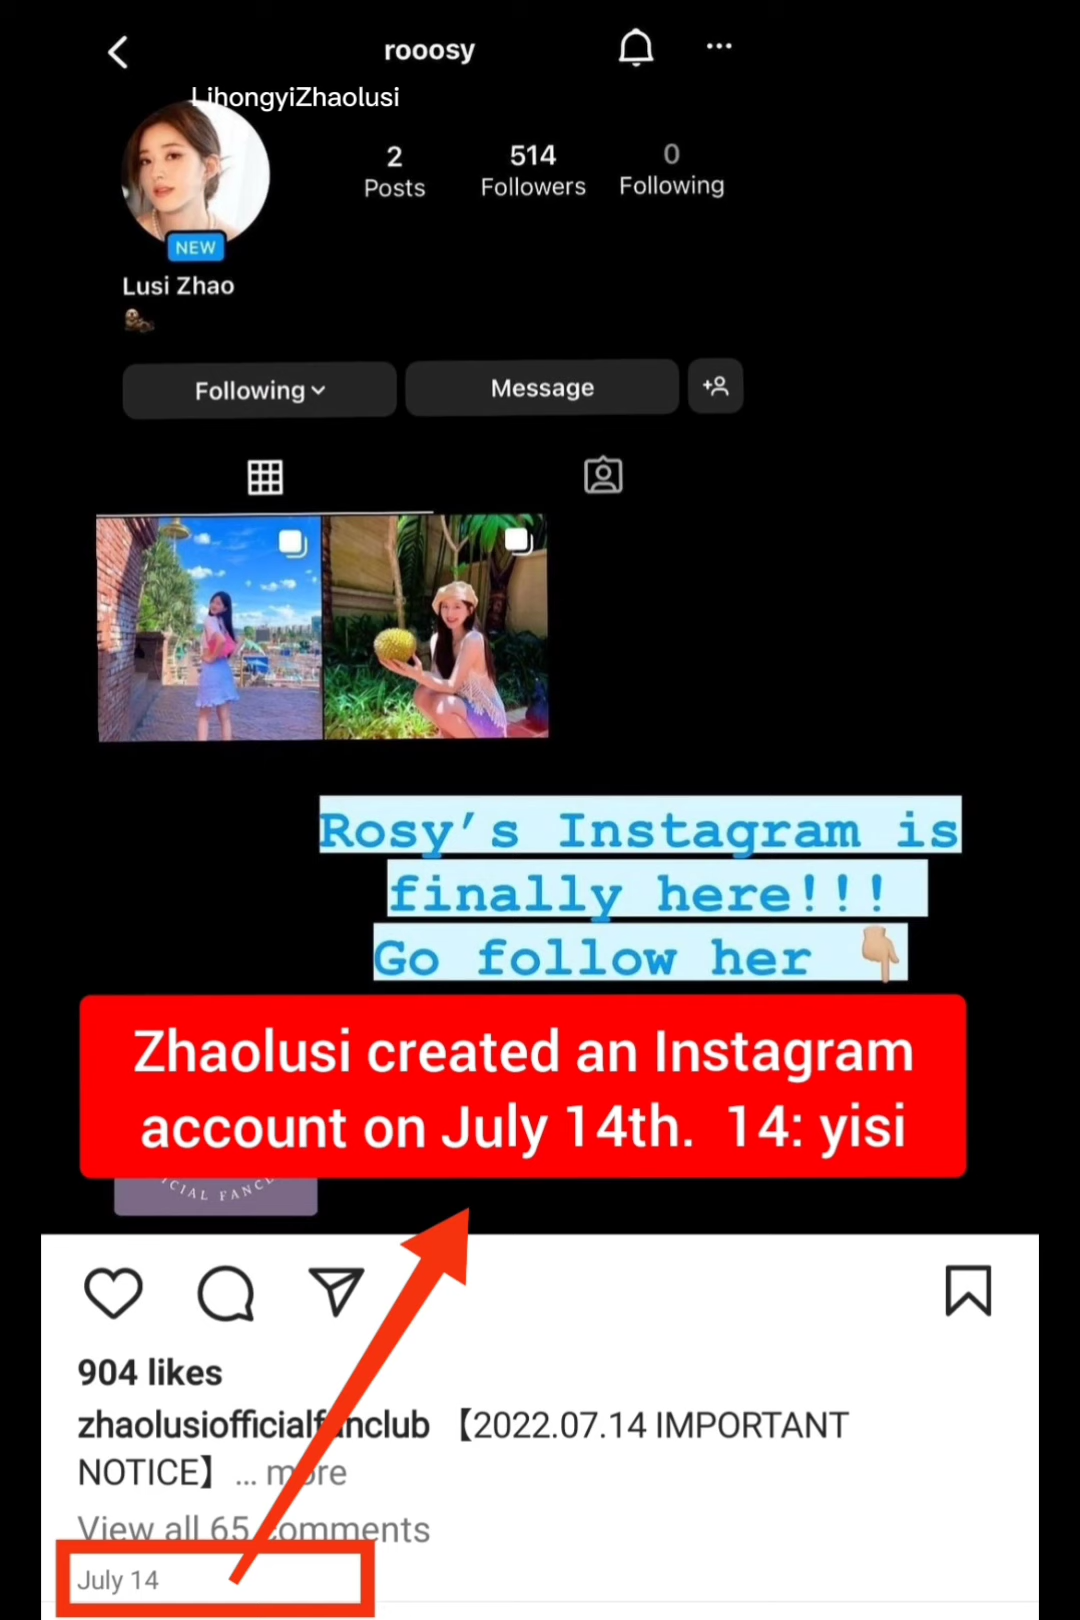 rooosy
LihongyiZhaolusi
2 514 0
Posts Followers Following
NEW
Lusi Zhao
Following Message
Rosy's Instagram is
finally here!!!
Go follow her 👇🏼
Zhaolusi created an Instagram
account on July 14th. 14: yisi
CIAL FANCL
904 likes
zhaolusiofficialfanclub 【2022.07.14 IMPORTANT
NOTICE】 ... more
View all 65 comments
July 14